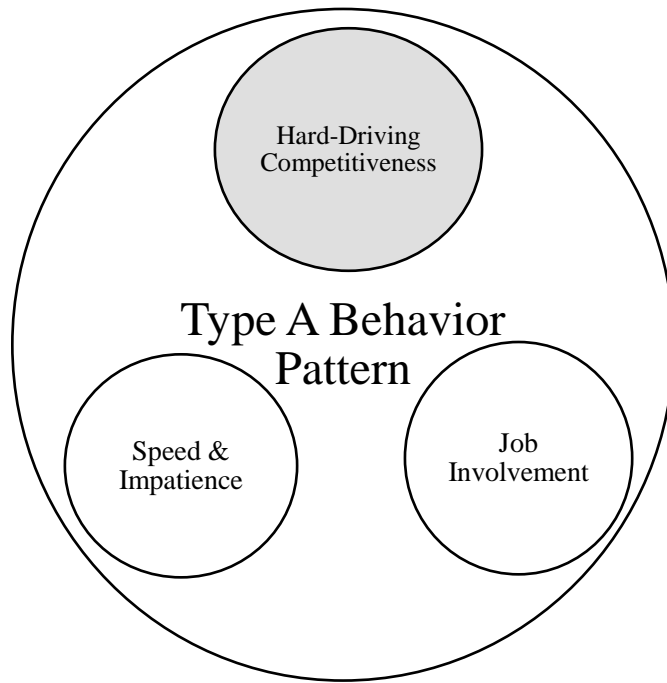 Hard-Driving
Competitiveness
Type A Behavior
Pattern
Speed &
Impatience
Job
Involvement